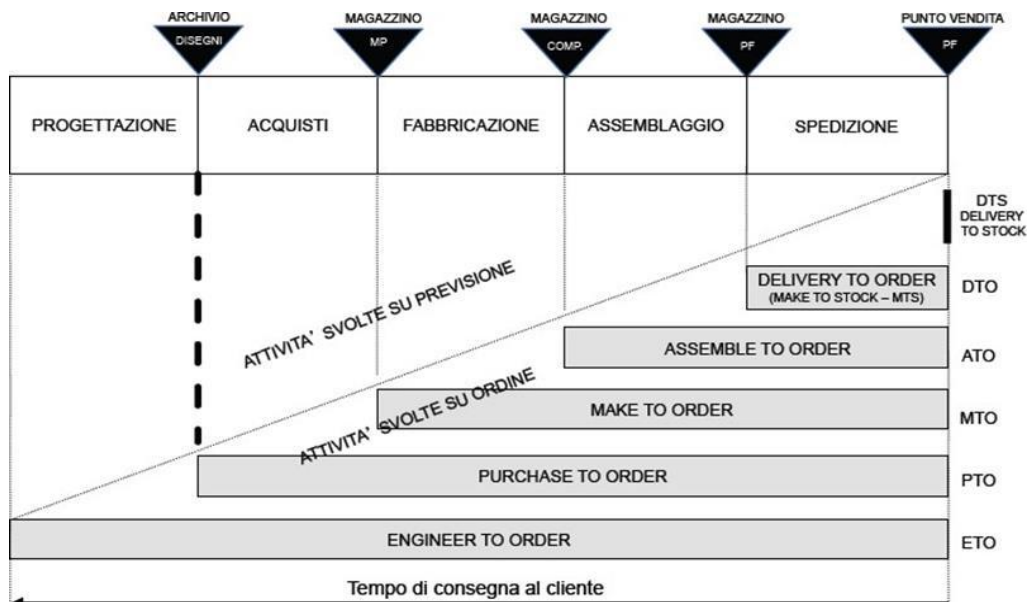 ARCHIVIO
DISEGNI
MAGAZZINO
MP
MAGAZZINO
COMP.
MAGAZZINO
PF
PUNTO VENDITA
PF
PROGETTAZIONE
ACQUISTI
FABBRICAZIONE
ASSEMBLAGGIO
SPEDIZIONE
DTS
DELIVERY
TO STOCK
ATTIVITA' SVOLTE SU PREVISIONE
DELIVERY TO ORDER
(MAKE TO STOCK – MTS)
DTO
ASSEMBLE TO ORDER
ATO
ATTIVITA' SVOLTE SU ORDINE
MAKE TO ORDER
MTO
PURCHASE TO ORDER
PTO
ENGINEER TO ORDER
ETO
Tempo di consegna al cliente